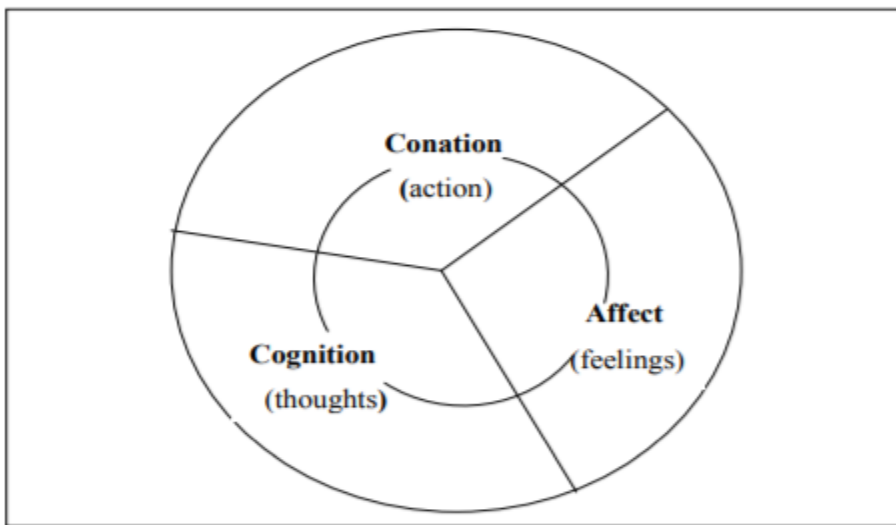 Conation
(action)
Affect
(feelings)
Cognition
(thoughts)